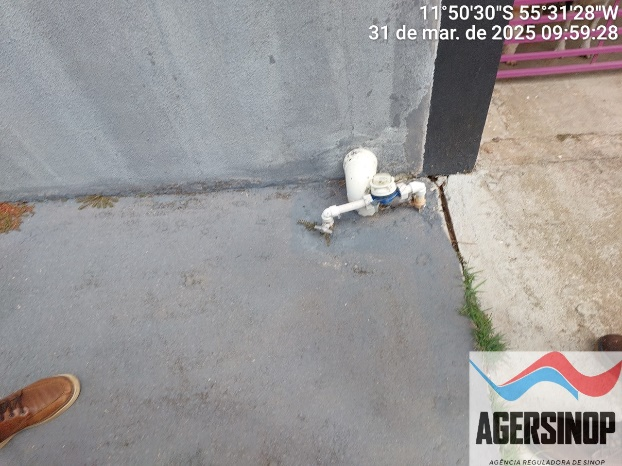 11°50'30"S 55°31'28"W
31 de mar. de 2025 09:59:28
AGERSINOP
AGÊNCIA REGULADORA DE SINOP